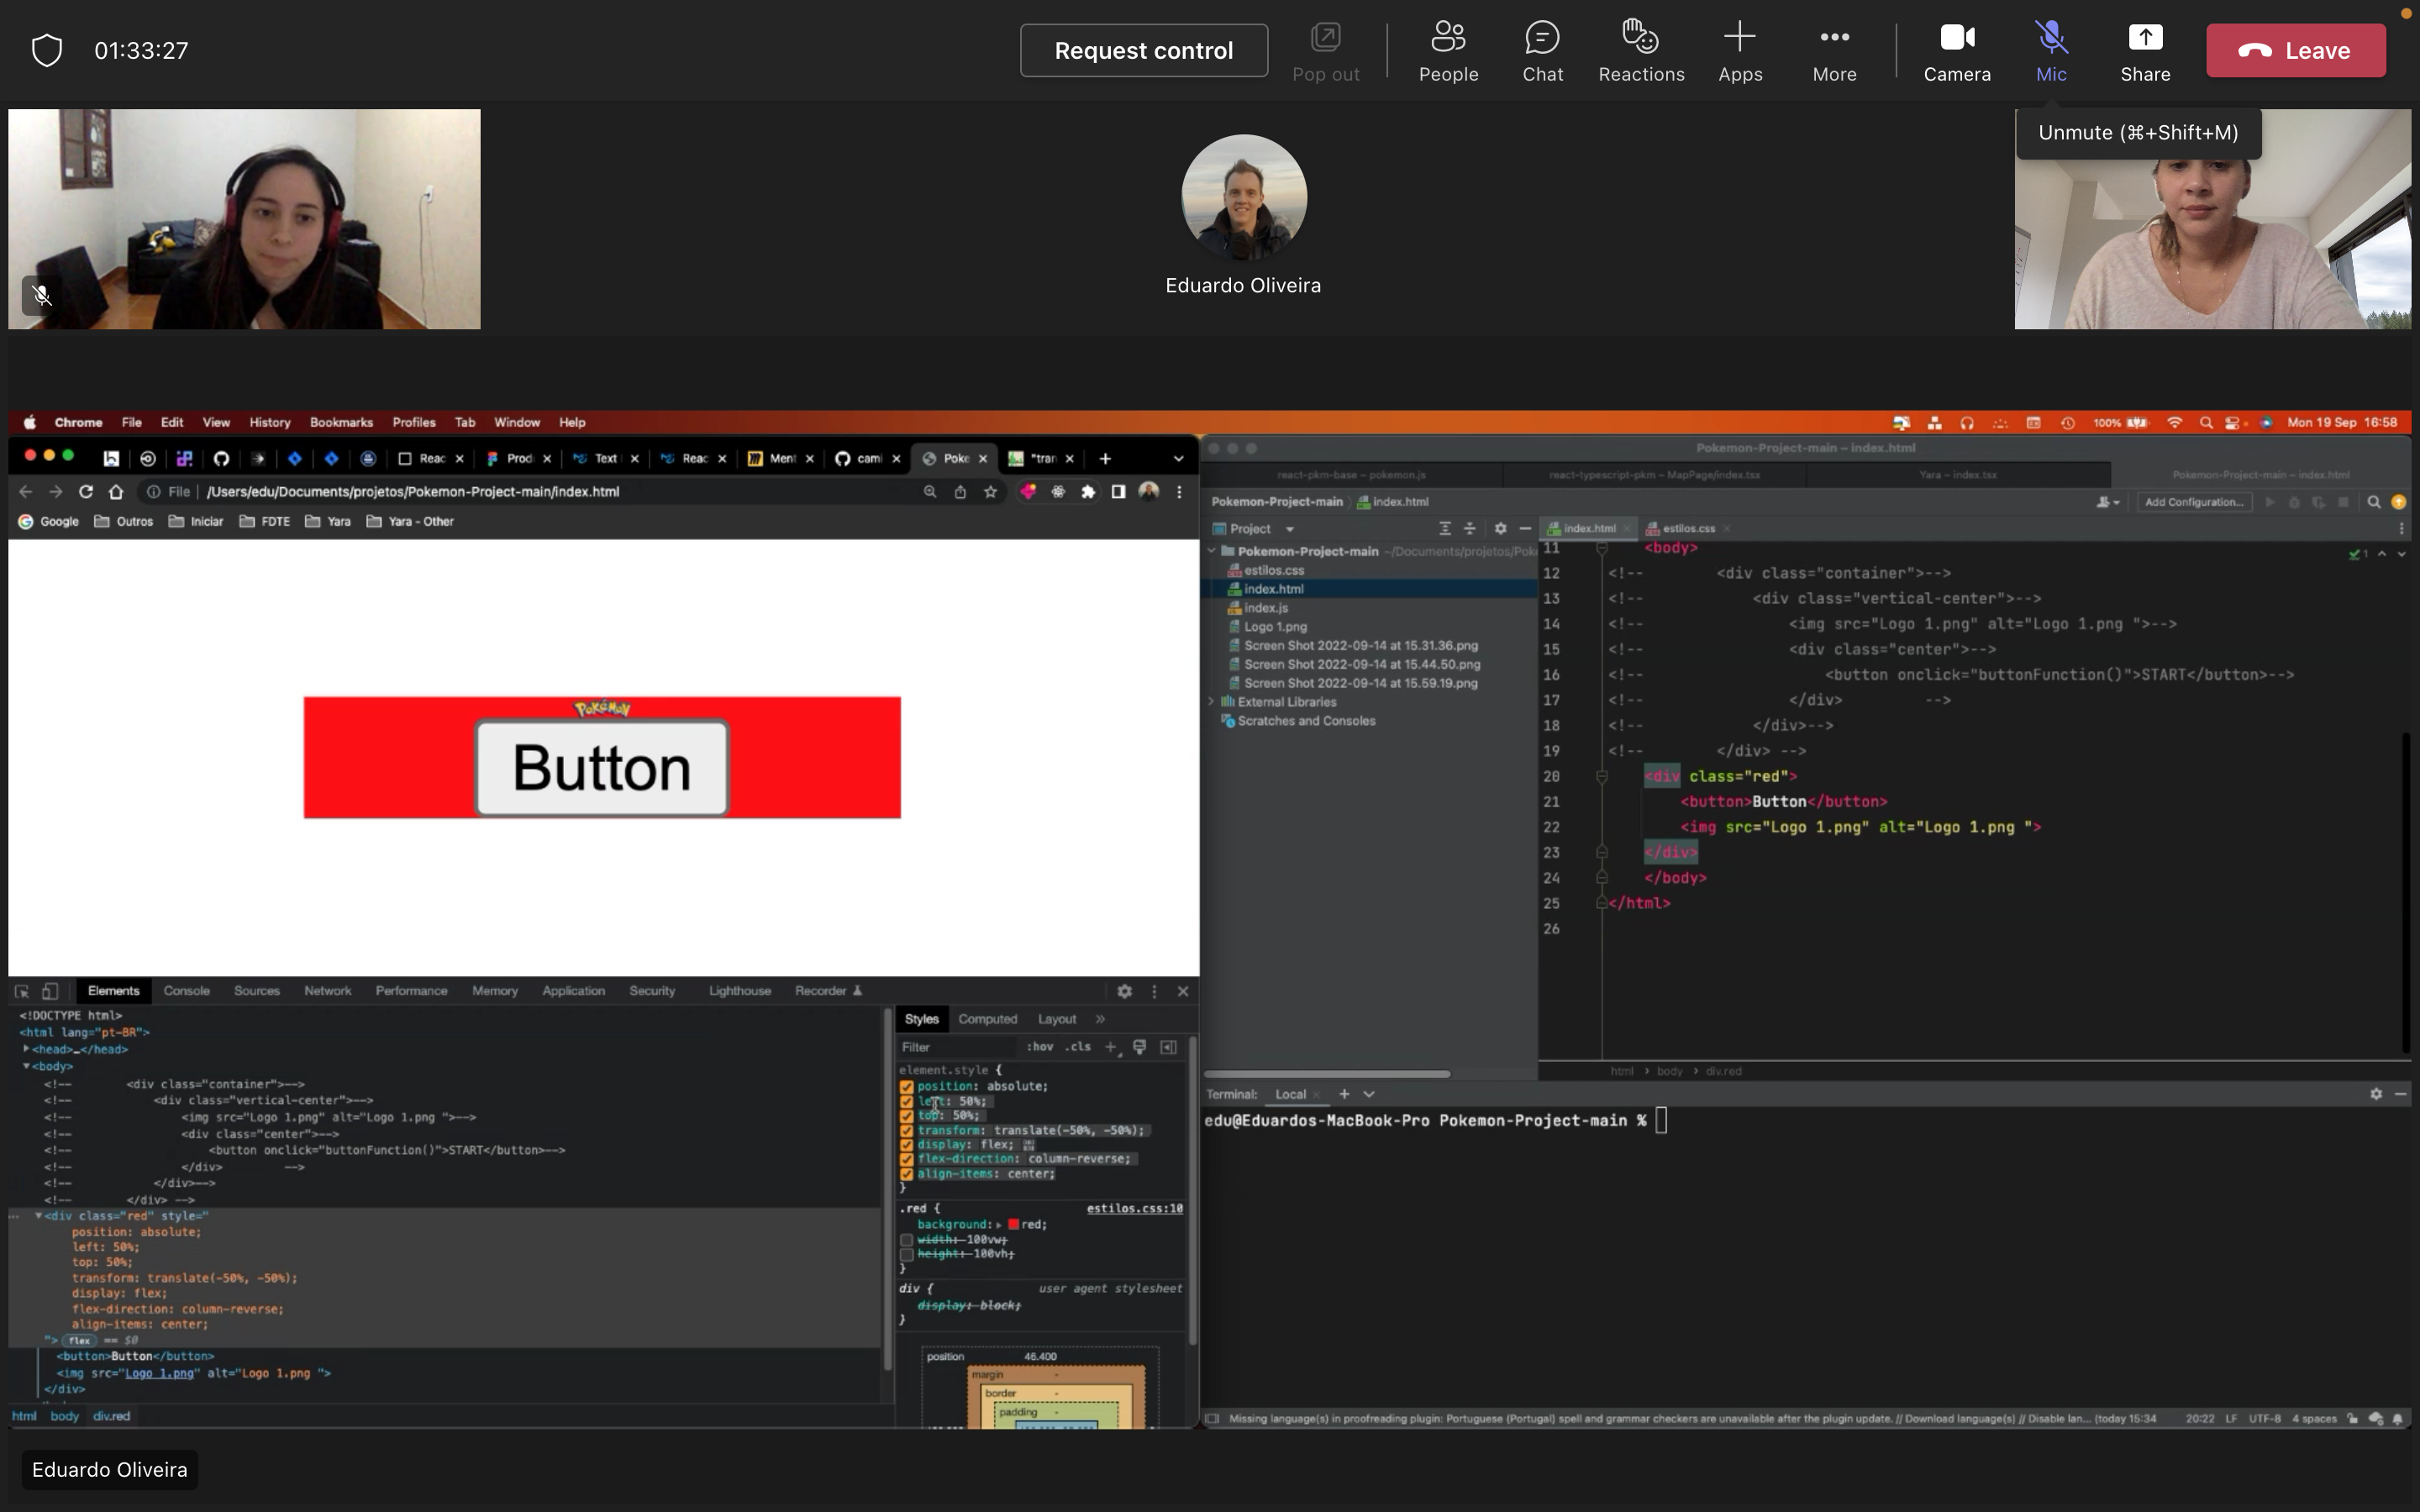 01:33:27
Request control
Pop out
People
Chat
Reactions
Apps
More
Camera
Mic
Share
Leave
Unmute (⌘+Shift+M)
Eduardo Oliveira
Chrome File Edit View History Bookmarks Profiles Tab Window Help
100%
Mon 19 Sep 16:58
Reac
Prod
Text
Reac
Ment
cami
Poke
"tran
File /Users/edu/Documents/projetos/Pokemon-Project-main/index.html
Google Outros Iniciar FDTE Yara Yara - Other
POKéMON
Button
Elements Console Sources Network Performance Memory Application Security Lighthouse Recorder
<!DOCTYPE html>
<html lang="pt-BR">
<head>…</head>
<body>
<!-- <div class="container">-->
<!-- <div class="vertical-center">-->
<!-- <img src="Logo 1.png" alt="Logo 1.png ">-->
<!-- <div class="center">-->
<!-- <button onclick="buttonFunction()">START</button>-->
<!-- </div> -->
<!-- </div>-->
<!-- </div> -->
<div class="red" style="
position: absolute;
left: 50%;
top: 50%;
transform: translate(-50%, -50%);
display: flex;
flex-direction: column-reverse;
align-items: center;
"> flex == $0
<button>Button</button>
<img src="Logo 1.png" alt="Logo 1.png ">
</div>
html body div.red
Styles Computed Layout »
Filter :hov .cls +
element.style {
position: absolute;
left: 50%;
top: 50%;
transform: translate(-50%, -50%);
display: flex;
flex-direction: column-reverse;
align-items: center;
}
.red { estilos.css:10
background: red;
width: 100vw;
height: 100vh;
}
div { user agent stylesheet
display: block;
}
position 46.400
margin -
border -
padding -
Pokemon-Project-main – index.html
react-pkm-base – pokemon.js
react-typescript-pkm – MapPage/index.tsx
Yara – index.tsx
Pokemon-Project-main – index.html
Pokemon-Project-main index.html
Add Configuration...
Project
index.html
estilos.css
Pokemon-Project-main ~/Documents/projetos/Poke
estilos.css
index.html
index.js
Logo 1.png
Screen Shot 2022-09-14 at 15.31.36.png
Screen Shot 2022-09-14 at 15.44.50.png
Screen Shot 2022-09-14 at 15.59.19.png
External Libraries
Scratches and Consoles
11 <body>
12 <!-- <div class="container">-->
13 <!-- <div class="vertical-center">-->
14 <!-- <img src="Logo 1.png" alt="Logo 1.png ">-->
15 <!-- <div class="center">-->
16 <!-- <button onclick="buttonFunction()">START</button>-->
17 <!-- </div> -->
18 <!-- </div>-->
19 <!-- </div> -->
20 <div class="red">
21 <button>Button</button>
22 <img src="Logo 1.png" alt="Logo 1.png ">
23 </div>
24 </body>
25 </html>
26
1
html › body › div.red
Terminal: Local × +
edu@Eduardos-MacBook-Pro Pokemon-Project-main %
Missing language(s) in proofreading plugin: Portuguese (Portugal) spell and grammar checkers are unavailable after the plugin update. // Download language(s) // Disable lan... (today 15:34
20:22 LF UTF-8 4 spaces
Eduardo Oliveira